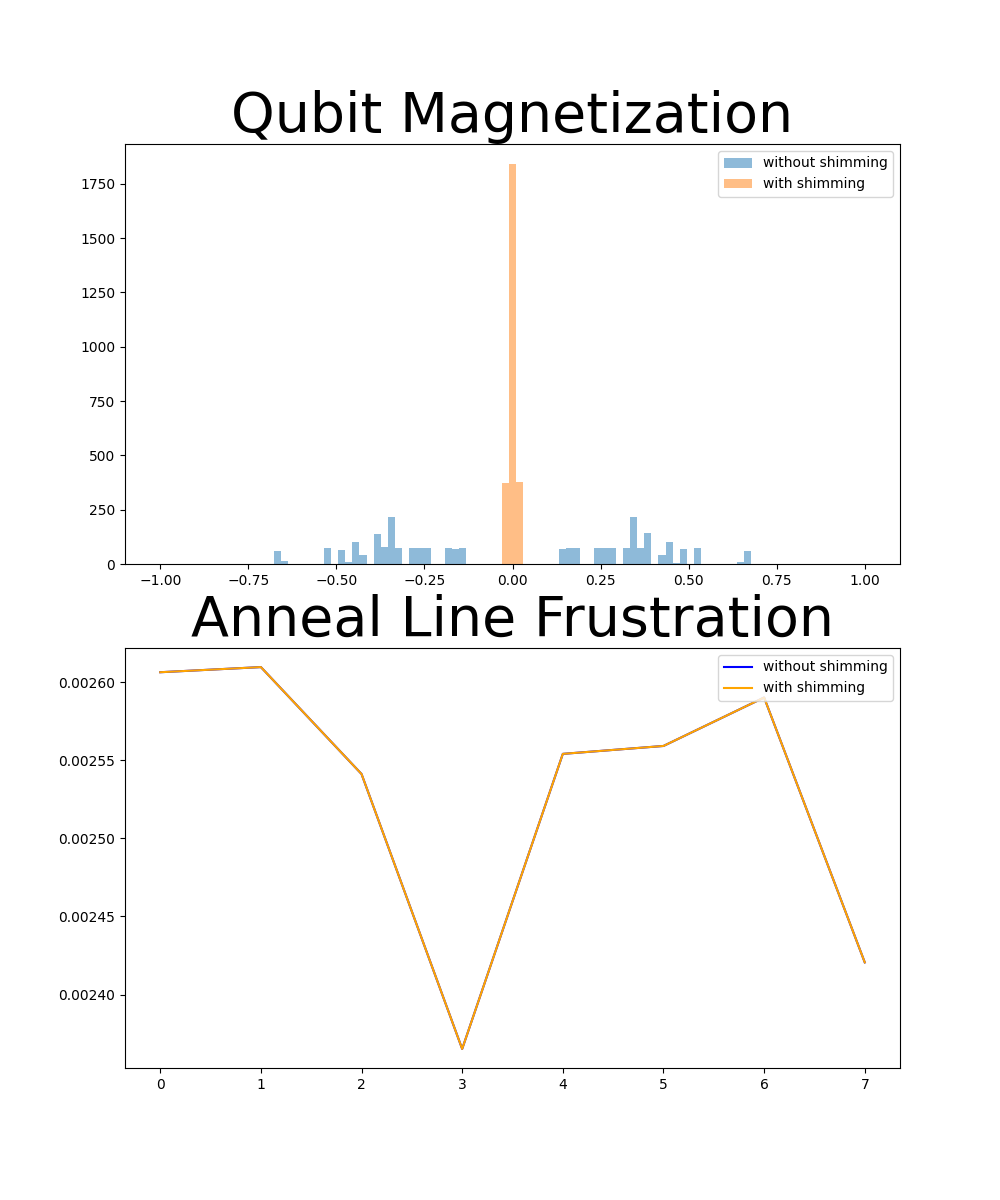 Qubit Magnetization
without shimming
with shimming
1750
1500
1250
1000
750
500
250
0
−1.00 −0.75 −0.50 −0.25 0.00 0.25 0.50 0.75 1.00
Anneal Line Frustration
without shimming
with shimming
0.00260
0.00255
0.00250
0.00245
0.00240
0 1 2 3 4 5 6 7